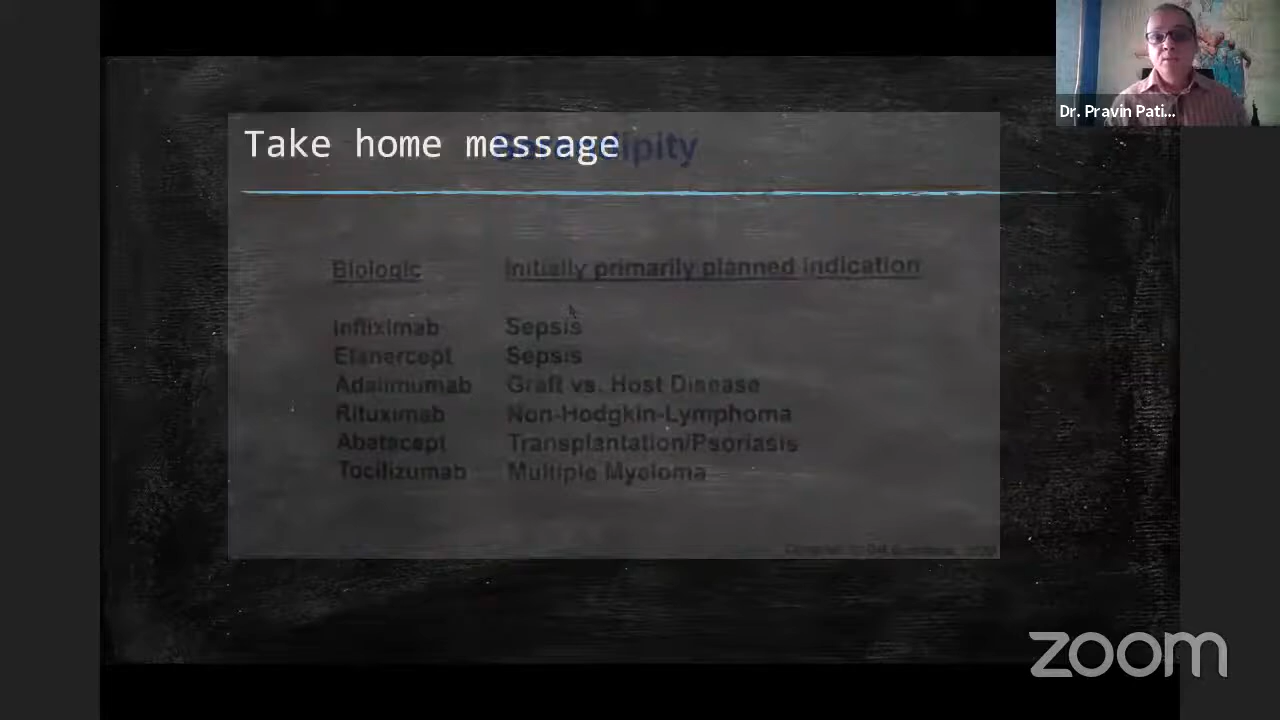 Dr. Pravin Pati...
Take home message
Serendipity
Biologic Initially primarily planned indication
Infliximab Sepsis
Etanercept Sepsis
Adalimumab Graft vs. Host Disease
Rituximab Non-Hodgkin-Lymphoma
Abatacept Transplantation/Psoriasis
Tocilizumab Multiple Myeloma
zoom